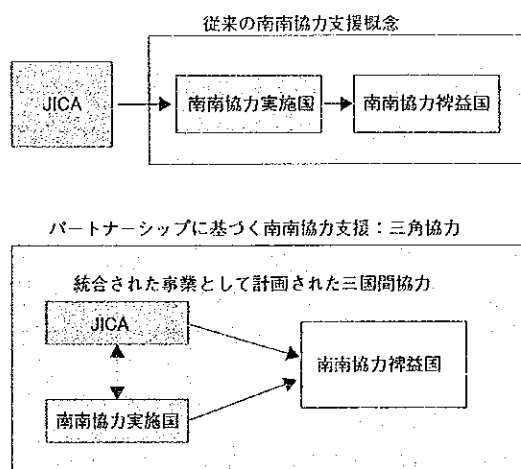 従来の南南協力支援概念
JICA
南南協力実施国
南南協力裨益国
パートナーシップに基づく南南協力支援：三角協力
統合された事業として計画された三国間協力
JICA
南南協力裨益国
南南協力実施国